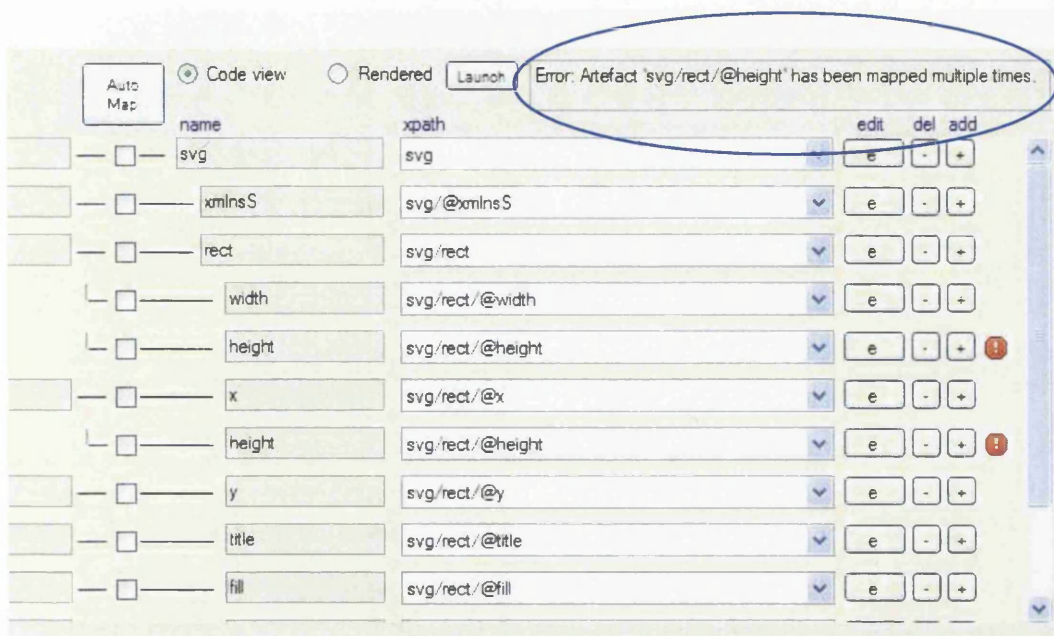 Auto Map
Code view
Rendered
Launch
Error: Artefact 'svg/rect/@height' has been mapped multiple times.
name xpath edit del add
svg svg e - +
xmlnsS svg/@xmlnsS e - +
rect svg/rect e - +
width svg/rect/@width e - +
height svg/rect/@height e - + !
x svg/rect/@x e - +
height svg/rect/@height e - + !
y svg/rect/@y e - +
title svg/rect/@title e - +
fill svg/rect/@fill e - +